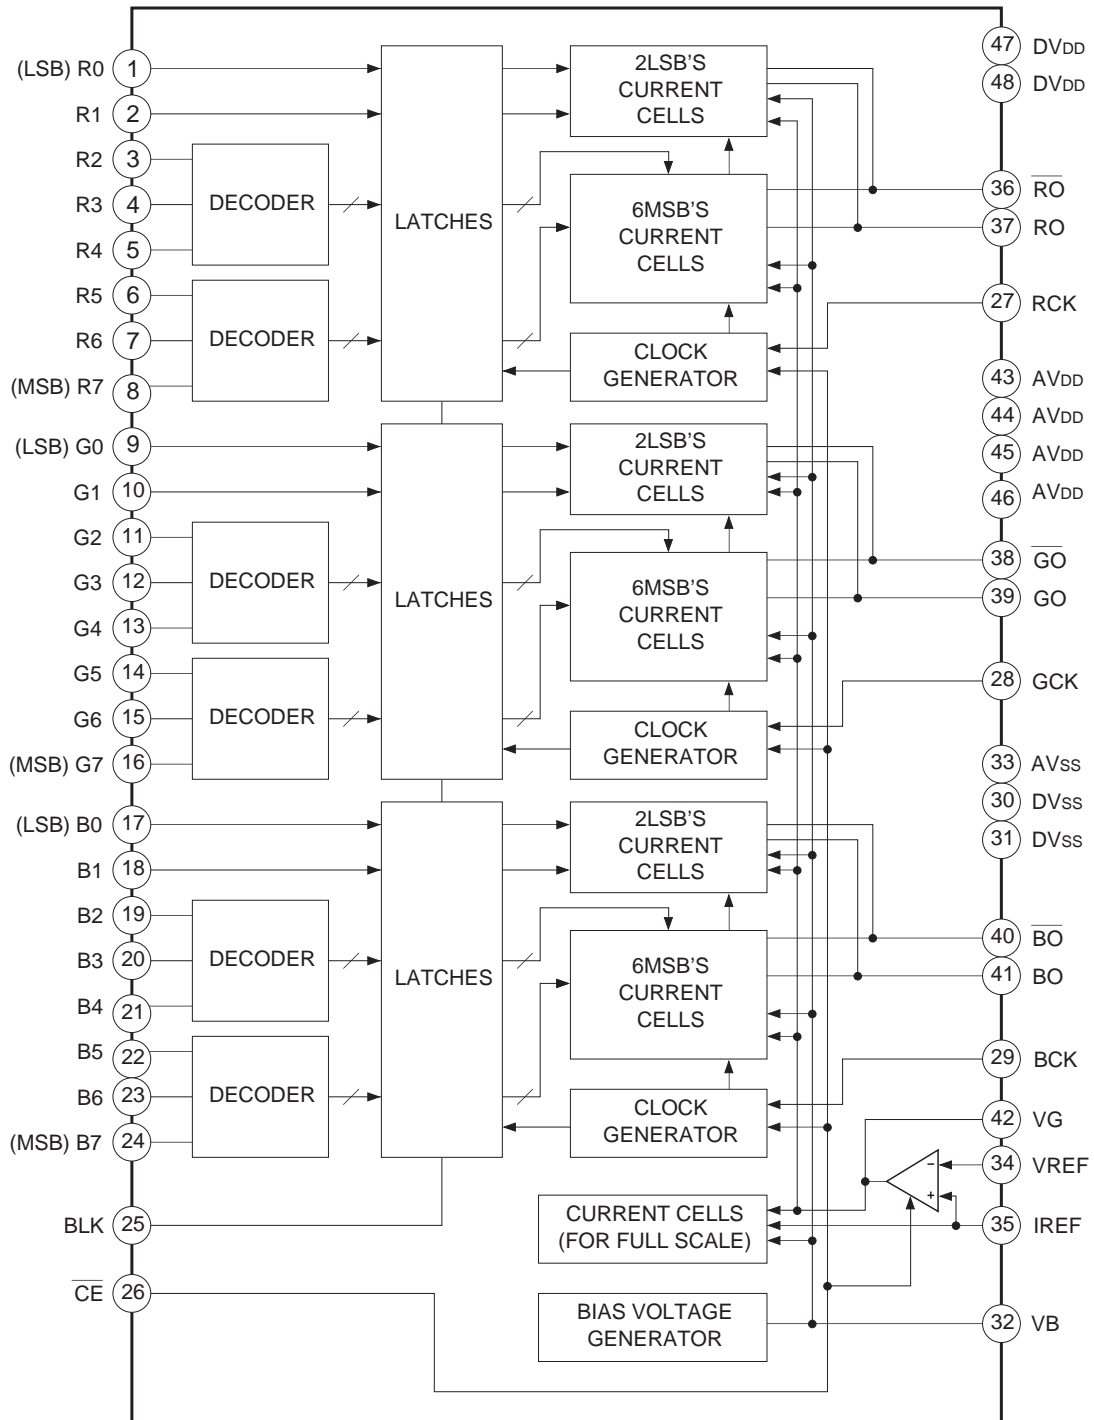 (LSB) R0 1
R1 2
R2 3
R3 4
R4 5
R5 6
R6 7
(MSB) R7 8
(LSB) G0 9
G1 10
G2 11
G3 12
G4 13
G5 14
G6 15
(MSB) G7 16
(LSB) B0 17
B1 18
B2 19
B3 20
B4 21
B5 22
B6 23
(MSB) B7 24
BLK 25
CE 26
DECODER
DECODER
DECODER
DECODER
DECODER
DECODER
LATCHES
LATCHES
LATCHES
2LSB'S
CURRENT
CELLS
6MSB'S
CURRENT
CELLS
CLOCK
GENERATOR
2LSB'S
CURRENT
CELLS
6MSB'S
CURRENT
CELLS
CLOCK
GENERATOR
2LSB'S
CURRENT
CELLS
6MSB'S
CURRENT
CELLS
CLOCK
GENERATOR
CURRENT CELLS
(FOR FULL SCALE)
BIAS VOLTAGE
GENERATOR
-
+
47 DVDD
48 DVDD
36 RO
37 RO
27 RCK
43 AVDD
44 AVDD
45 AVDD
46 AVDD
38 GO
39 GO
28 GCK
33 AVSS
30 DVSS
31 DVSS
40 BO
41 BO
29 BCK
42 VG
34 VREF
35 IREF
32 VB